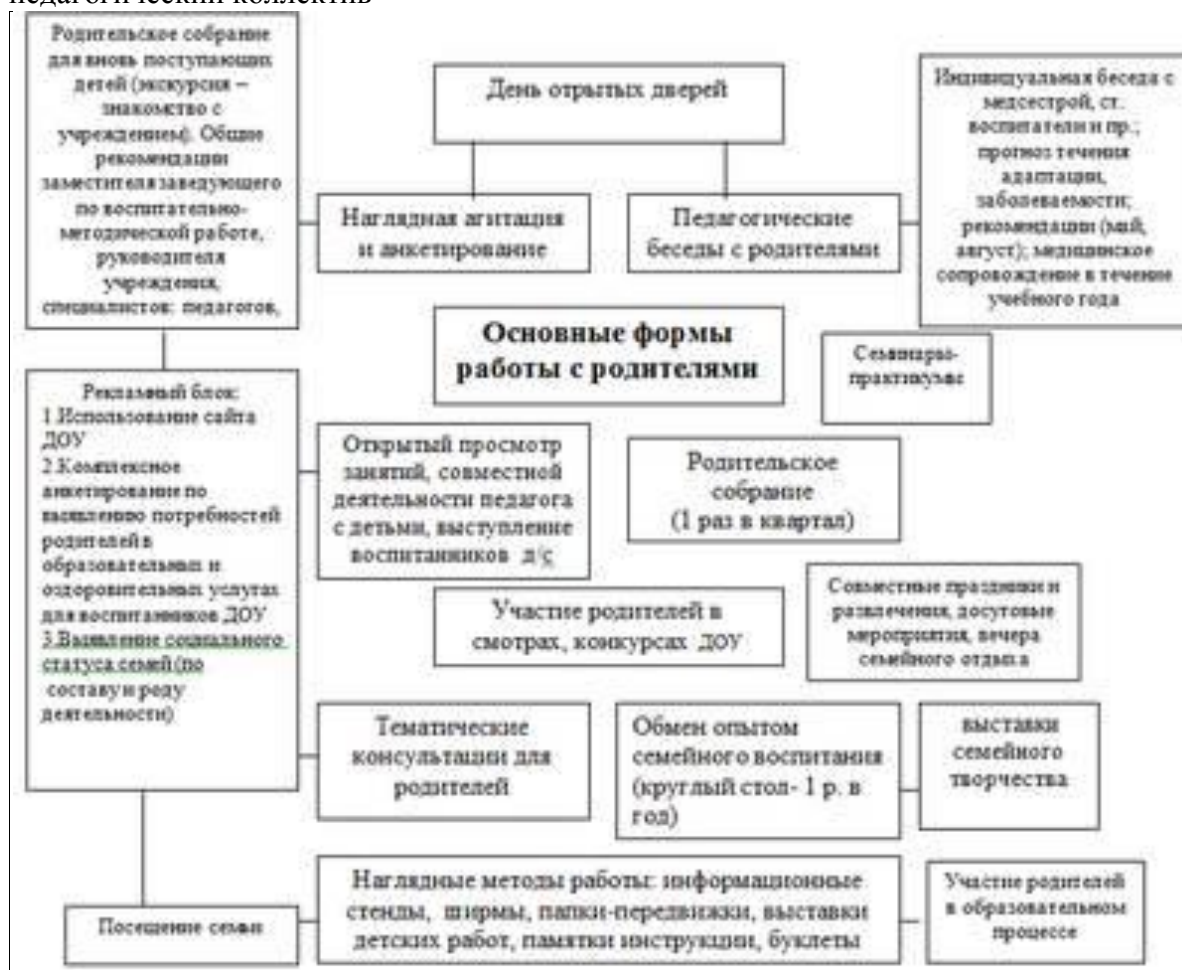 педагогический коллектив
Родительское собрание
для вновь поступающих
детей (экскурсия –
знакомство с
учреждением). Общие
рекомендации
заместителя заведующего
по воспитательно-
методической работе,
руководителя
учреждения,
специалистов: педагогов,
День отрытых дверей
Индивидуальная беседа с
медсестрой, ст.
воспитатели и пр.;
прогноз течения
адаптации,
заболеваемости;
рекомендации (май,
август); медицинское
сопровождение в течение
учебного года
Наглядная агитация
и анкетирование
Педагогические
беседы с родителями
Основные формы
работы с родителями
Семинары-
практикумы
Рекламный блок:
1.Использование сайта
ДОУ
2.Комплексное
анкетирование по
выявлению потребностей
родителей в
образовательных и
оздоровительных услугах
для воспитанников ДОУ
3.Выявление социального
статуса семей (по
составу и роду
деятельности)
Открытый просмотр
занятий, совместной
деятельности педагога
с детьми, выступление
воспитанников д/с
Родительское
собрание
(1 раз в квартал)
Участие родителей в
смотрах, конкурсах ДОУ
Совместные праздники и
развлечения, досуговые
мероприятия, вечера
семейного отдыха
Тематические
консультации для
родителей
Обмен опытом
семейного воспитания
(круглый стол- 1 р. в
год)
выставки
семейного
творчества
Посещение семьи
Наглядные методы работы: информационные
стенды, ширмы, папки-передвижки, выставки
детских работ, памятки инструкции, буклеты
Участие родителей
в образовательном
процессе